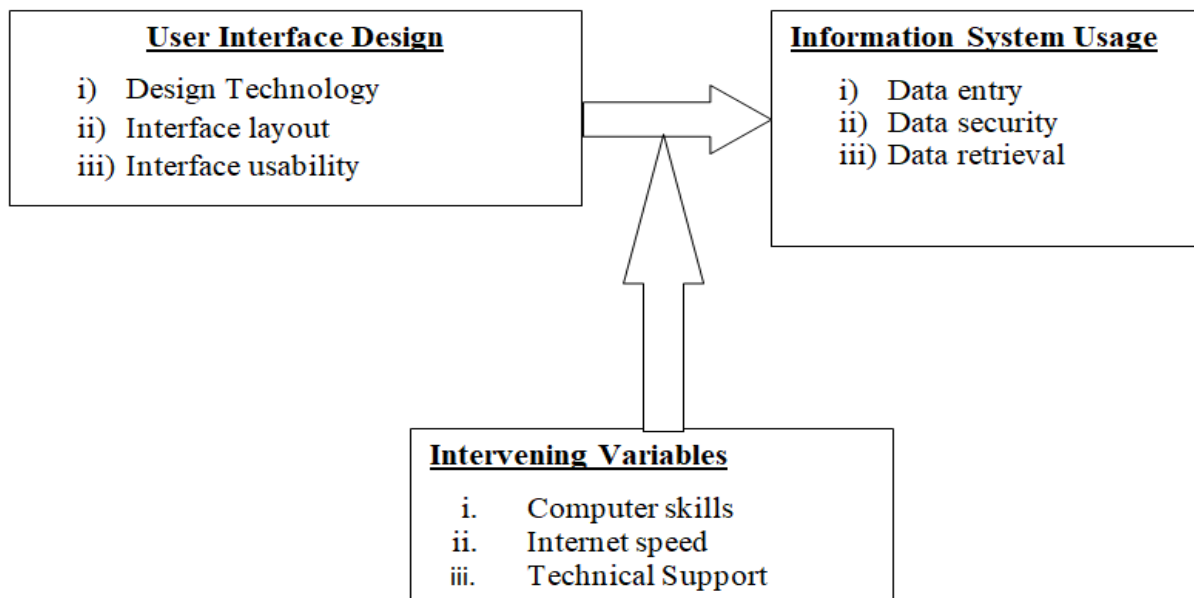 User Interface Design
i) Design Technology
ii) Interface layout
iii) Interface usability
Information System Usage
i) Data entry
ii) Data security
iii) Data retrieval
Intervening Variables
i. Computer skills
ii. Internet speed
iii. Technical Support